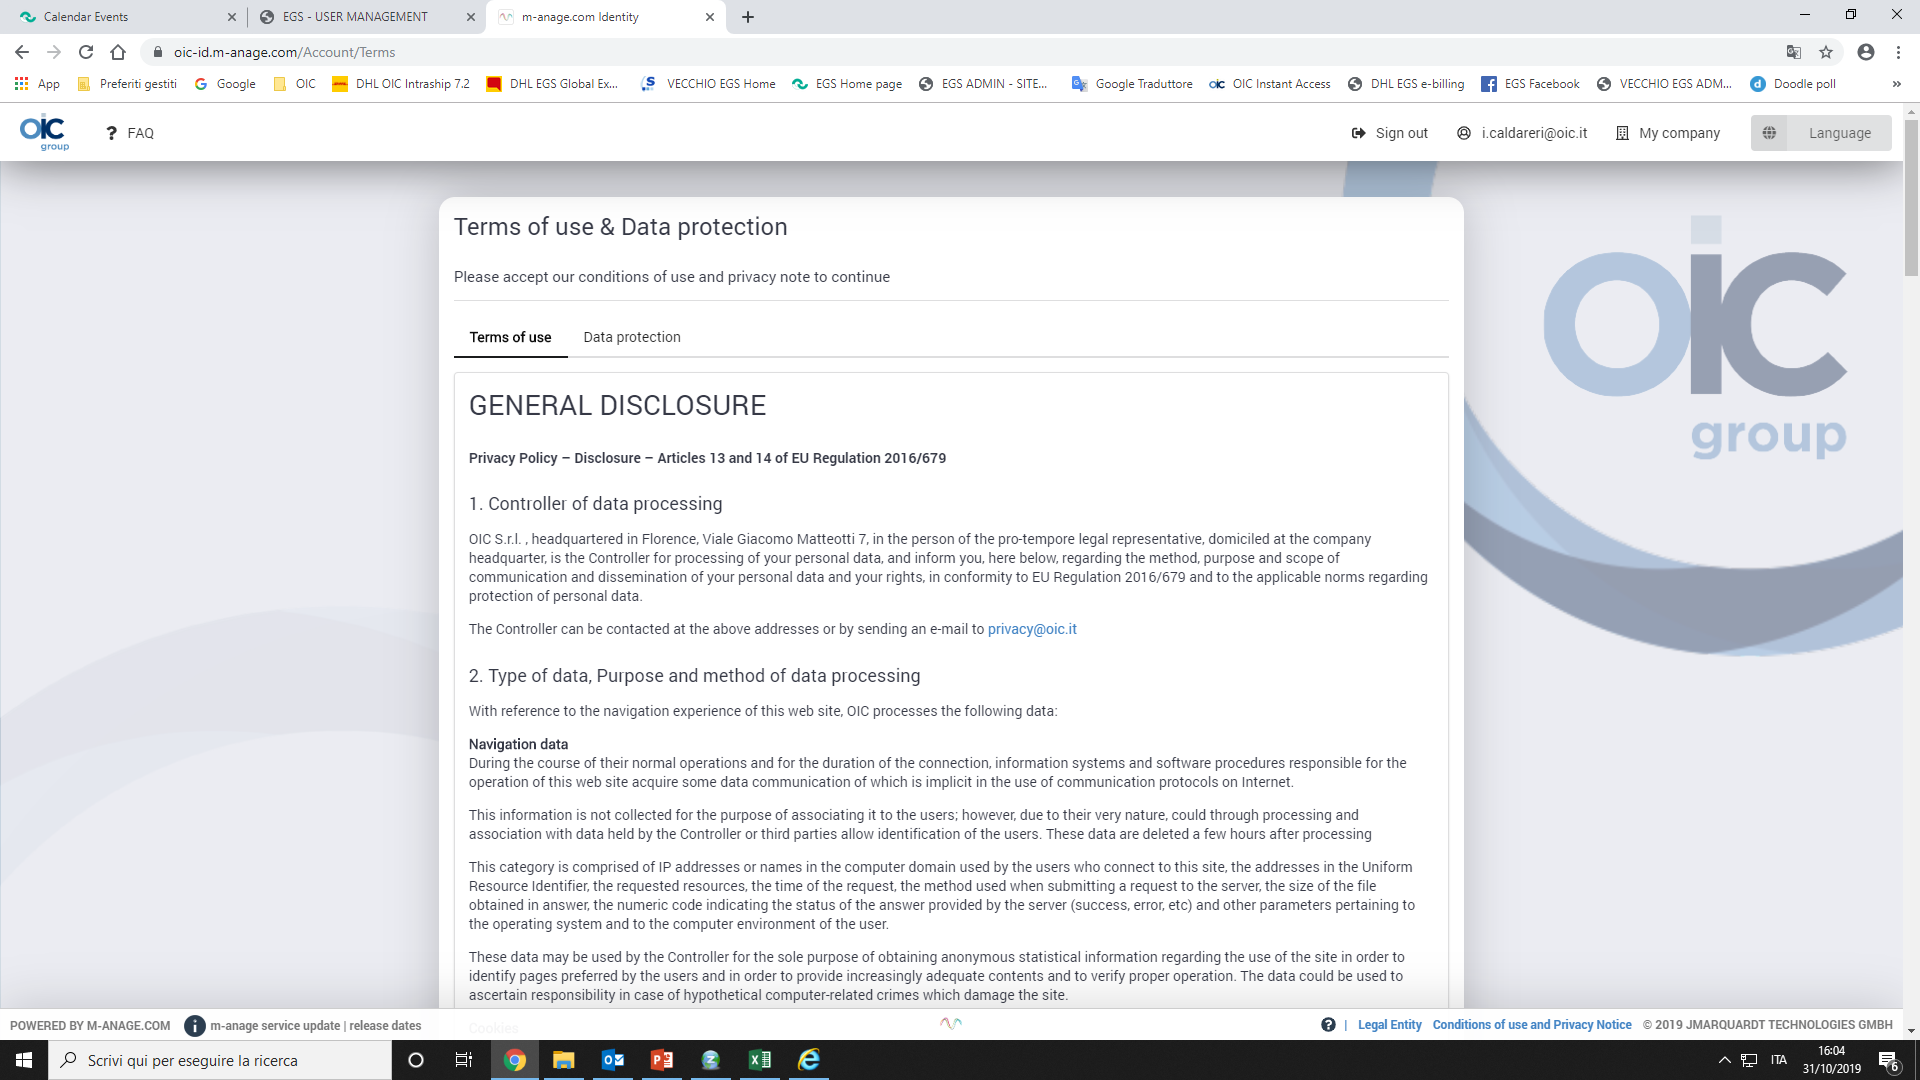 Calendar Events
EGS - USER MANAGEMENT
m-anage.com Identity
oic-id.m-anage.com/Account/Terms
App
Preferiti gestiti
Google
OIC
DHL OIC Intraship 7.2
DHL EGS Global Ex...
VECCHIO EGS Home
EGS Home page
EGS ADMIN - SITE...
Google Traduttore
OIC Instant Access
DHL EGS e-billing
EGS Facebook
VECCHIO EGS ADM...
Doodle poll
»
oic group
? FAQ
Sign out
i.caldareri@oic.it
My company
Language
oic
group
Terms of use & Data protection
Please accept our conditions of use and privacy note to continue
Terms of use
Data protection
GENERAL DISCLOSURE
Privacy Policy – Disclosure – Articles 13 and 14 of EU Regulation 2016/679
1. Controller of data processing
OIC S.r.l. , headquartered in Florence, Viale Giacomo Matteotti 7, in the person of the pro-tempore legal representative, domiciled at the company
headquarter, is the Controller for processing of your personal data, and inform you, here below, regarding the method, purpose and scope of
communication and dissemination of your personal data and your rights, in conformity to EU Regulation 2016/679 and to the applicable norms regarding
protection of personal data.
The Controller can be contacted at the above addresses or by sending an e-mail to privacy@oic.it
2. Type of data, Purpose and method of data processing
With reference to the navigation experience of this web site, OIC processes the following data:
Navigation data
During the course of their normal operations and for the duration of the connection, information systems and software procedures responsible for the
operation of this web site acquire some data communication of which is implicit in the use of communication protocols on Internet.
This information is not collected for the purpose of associating it to the users; however, due to their very nature, could through processing and
association with data held by the Controller or third parties allow identification of the users. These data are deleted a few hours after processing
This category is comprised of IP addresses or names in the computer domain used by the users who connect to this site, the addresses in the Uniform
Resource Identifier, the requested resources, the time of the request, the method used when submitting a request to the server, the size of the file
obtained in answer, the numeric code indicating the status of the answer provided by the server (success, error, etc) and other parameters pertaining to
the operating system and to the computer environment of the user.
These data may be used by the Controller for the sole purpose of obtaining anonymous statistical information regarding the use of the site in order to
identify pages preferred by the users and in order to provide increasingly adequate contents and to verify proper operation. The data could be used to
ascertain responsibility in case of hypothetical computer-related crimes which damage the site.
Cookies
POWERED BY M-ANAGE.COM
m-anage service update | release dates
| Legal Entity Conditions of use and Privacy Notice © 2019 JMARQUARDT TECHNOLOGIES GMBH
Scrivi qui per eseguire la ricerca
ITA
16:04
31/10/2019
6